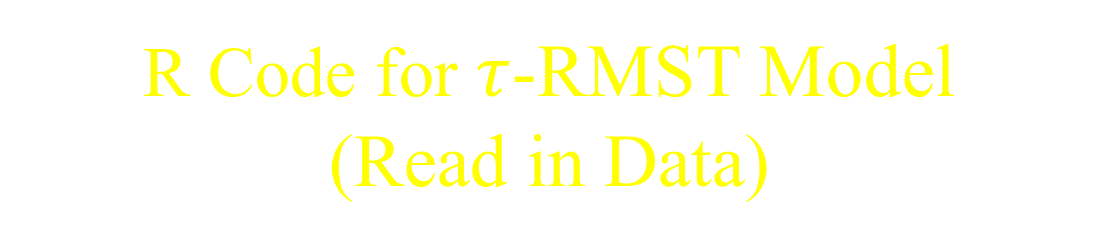 R Code for τ-RMST Model
(Read in Data)